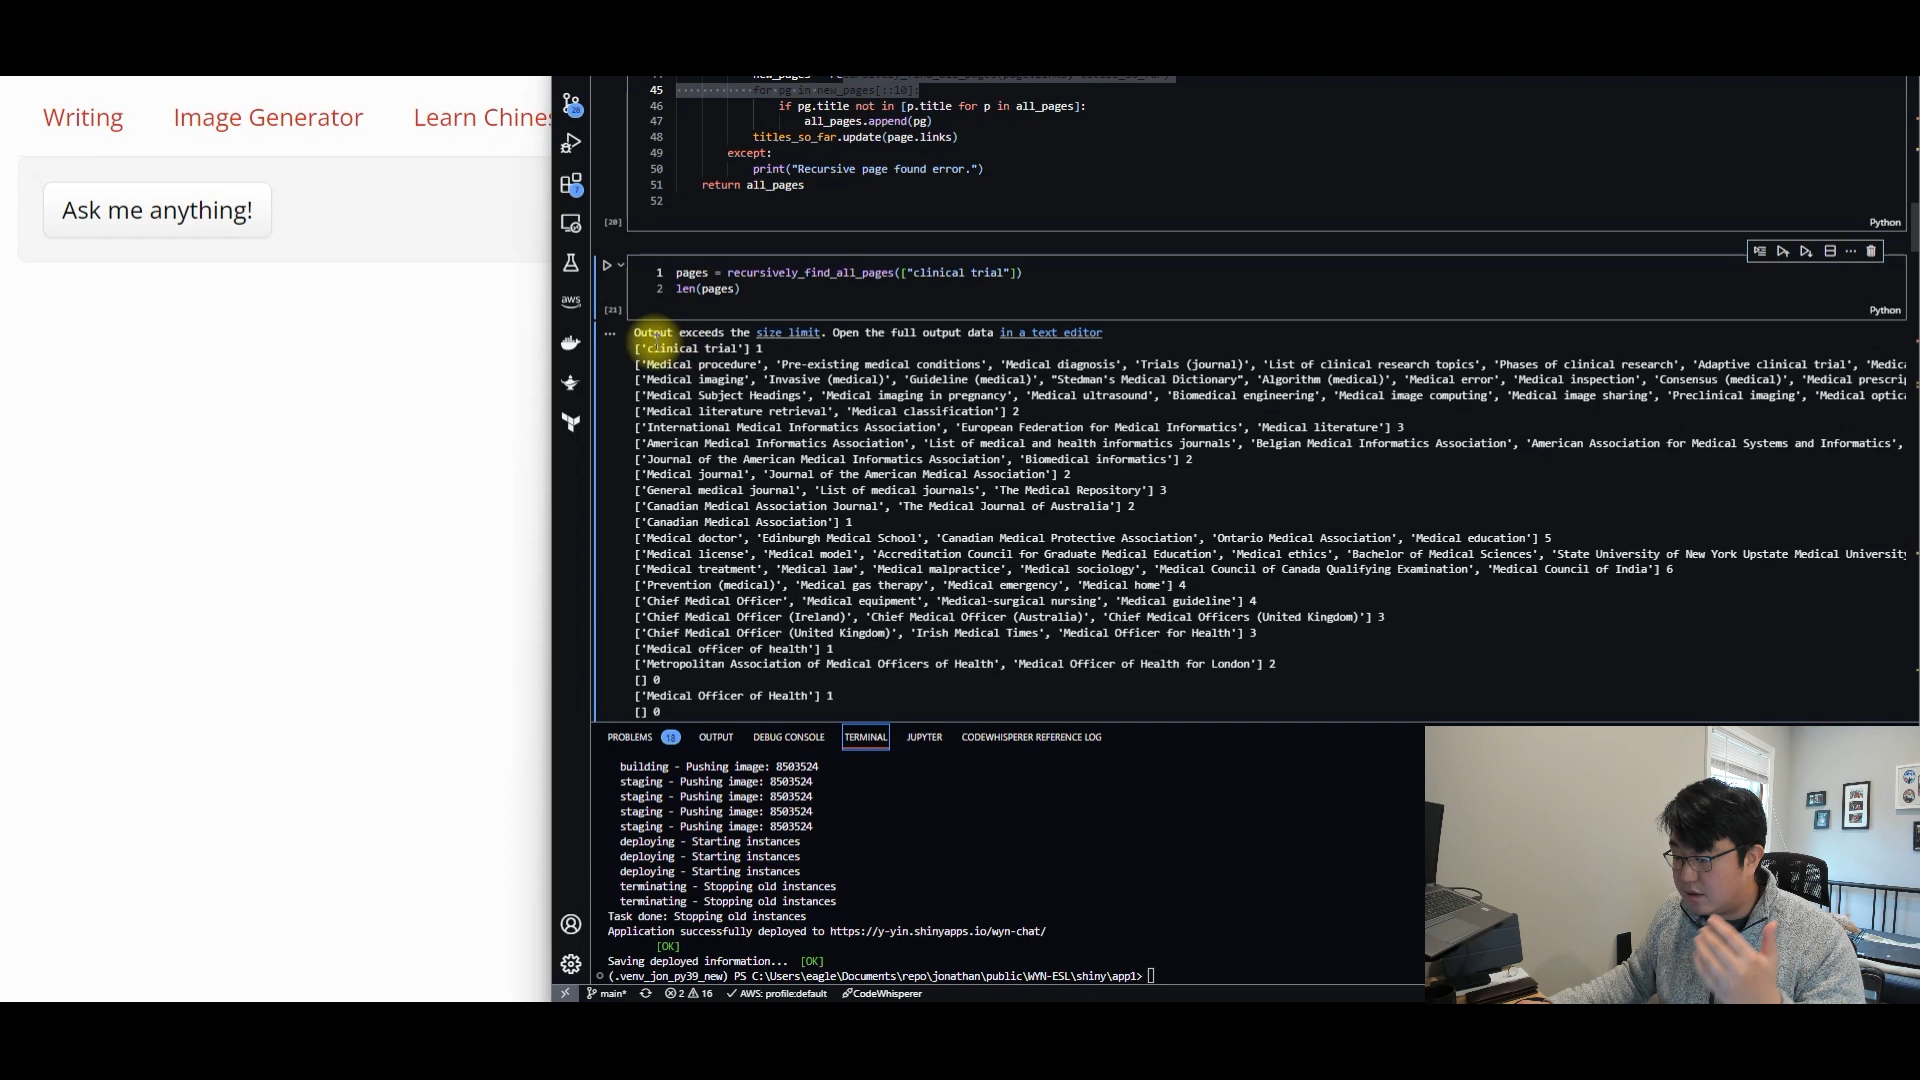 Writing Image Generator Learn Chines
Ask me anything!
45 for pg in new_pages[::10]:
46 if pg.title not in [p.title for p in all_pages]:
47 all_pages.append(pg)
48 titles_so_far.update(page.links)
49 except:
50 print("Recursive page found error.")
51 return all_pages
52
[20] Python
1 pages = recursively_find_all_pages(["clinical trial"])
2 len(pages)
[21] Python
Output exceeds the size limit. Open the full output data in a text editor
['clinical trial'] 1
['Medical procedure', 'Pre-existing medical conditions', 'Medical diagnosis', 'Trials (journal)', 'List of clinical research topics', 'Phases of clinical research', 'Adaptive clinical trial', 'Medica
['Medical imaging', 'Invasive (medical)', 'Guideline (medical)', "Stedman's Medical Dictionary", 'Algorithm (medical)', 'Medical error', 'Medical inspection', 'Consensus (medical)', 'Medical prescri
['Medical Subject Headings', 'Medical imaging in pregnancy', 'Medical ultrasound', 'Biomedical engineering', 'Medical image computing', 'Medical image sharing', 'Preclinical imaging', 'Medical optica
['Medical literature retrieval', 'Medical classification'] 2
['International Medical Informatics Association', 'European Federation for Medical Informatics', 'Medical literature'] 3
['American Medical Informatics Association', 'List of medical and health informatics journals', 'Belgian Medical Informatics Association', 'American Association for Medical Systems and Informatics',
['Journal of the American Medical Informatics Association', 'Biomedical informatics'] 2
['Medical journal', 'Journal of the American Medical Association'] 2
['General medical journal', 'List of medical journals', 'The Medical Repository'] 3
['Canadian Medical Association Journal', 'The Medical Journal of Australia'] 2
['Canadian Medical Association'] 1
['Medical doctor', 'Edinburgh Medical School', 'Canadian Medical Protective Association', 'Ontario Medical Association', 'Medical education'] 5
['Medical license', 'Medical model', 'Accreditation Council for Graduate Medical Education', 'Medical ethics', 'Bachelor of Medical Sciences', 'State University of New York Upstate Medical University
['Medical treatment', 'Medical law', 'Medical malpractice', 'Medical sociology', 'Medical Council of Canada Qualifying Examination', 'Medical Council of India'] 6
['Prevention (medical)', 'Medical gas therapy', 'Medical emergency', 'Medical home'] 4
['Chief Medical Officer', 'Medical equipment', 'Medical-surgical nursing', 'Medical guideline'] 4
['Chief Medical Officer (Ireland)', 'Chief Medical Officer (Australia)', 'Chief Medical Officers (United Kingdom)'] 3
['Chief Medical Officer (United Kingdom)', 'Irish Medical Times', 'Medical Officer for Health'] 3
['Medical officer of health'] 1
['Metropolitan Association of Medical Officers of Health', 'Medical Officer of Health for London'] 2
[] 0
['Medical Officer of Health'] 1
[] 0
aws
PROBLEMS 18 OUTPUT DEBUG CONSOLE TERMINAL JUPYTER CODEWHISPERER REFERENCE LOG
building - Pushing image: 8503524
staging - Pushing image: 8503524
staging - Pushing image: 8503524
staging - Pushing image: 8503524
staging - Pushing image: 8503524
deploying - Starting instances
deploying - Starting instances
deploying - Starting instances
terminating - Stopping old instances
terminating - Stopping old instances
Task done: Stopping old instances
Application successfully deployed to https://y-yin.shinyapps.io/wyn-chat/
[OK]
Saving deployed information... [OK]
(.venv_jon_py39_new) PS C:\Users\eagle\Documents\repo\jonathan\public\WYN-ESL\shiny\app1>
main* 2 16 AWS: profile:default CodeWhisperer